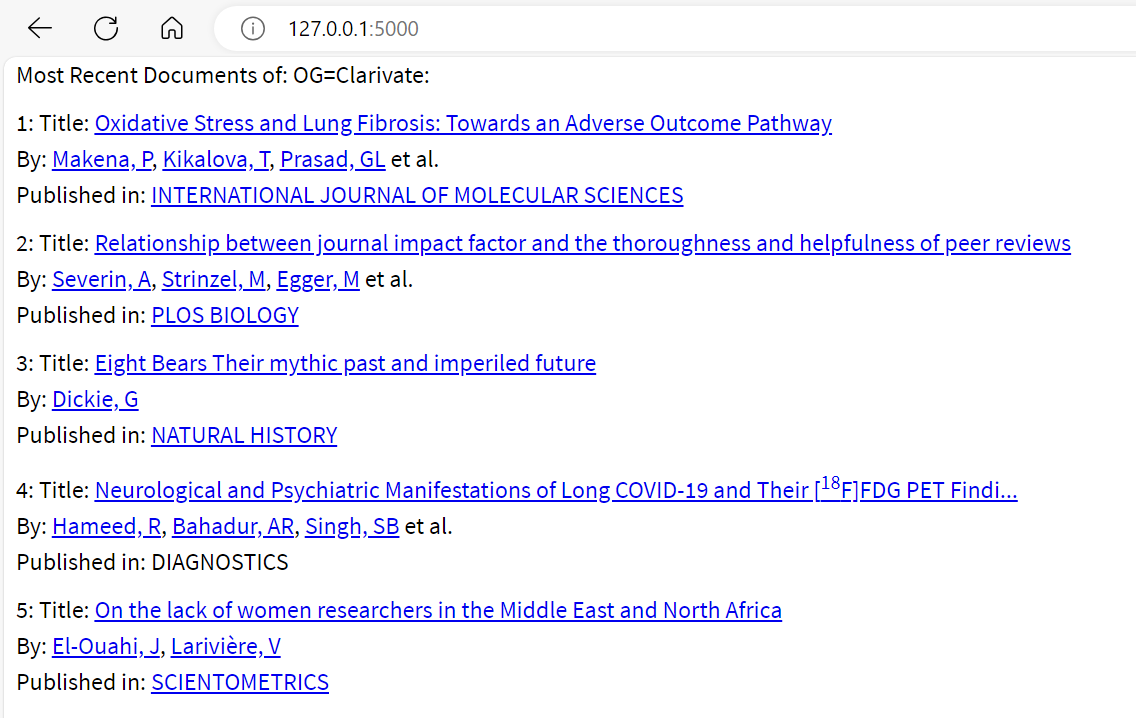 127.0.0.1:5000
Most Recent Documents of: OG=Clarivate:
1: Title: Oxidative Stress and Lung Fibrosis: Towards an Adverse Outcome Pathway
By: Makena, P, Kikalova, T, Prasad, GL et al.
Published in: INTERNATIONAL JOURNAL OF MOLECULAR SCIENCES
2: Title: Relationship between journal impact factor and the thoroughness and helpfulness of peer reviews
By: Severin, A, Strinzel, M, Egger, M et al.
Published in: PLOS BIOLOGY
3: Title: Eight Bears Their mythic past and imperiled future
By: Dickie, G
Published in: NATURAL HISTORY
4: Title: Neurological and Psychiatric Manifestations of Long COVID-19 and Their [¹⁸F]FDG PET Findi...
By: Hameed, R, Bahadur, AR, Singh, SB et al.
Published in: DIAGNOSTICS
5: Title: On the lack of women researchers in the Middle East and North Africa
By: El-Ouahi, J, Larivière, V
Published in: SCIENTOMETRICS